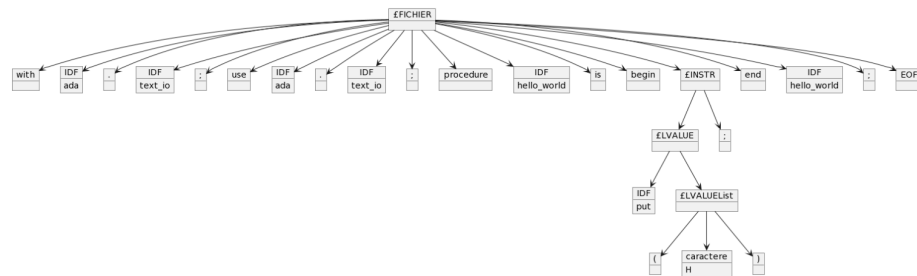 £FICHIER
with
IDF
ada
.
IDF
text_io
;
use
IDF
ada
.
IDF
text_io
;
procedure
IDF
hello_world
is
begin
£INSTR
end
IDF
hello_world
;
EOF
£LVALUE
;
IDF
put
£LVALUEList
(
caractere
H
)